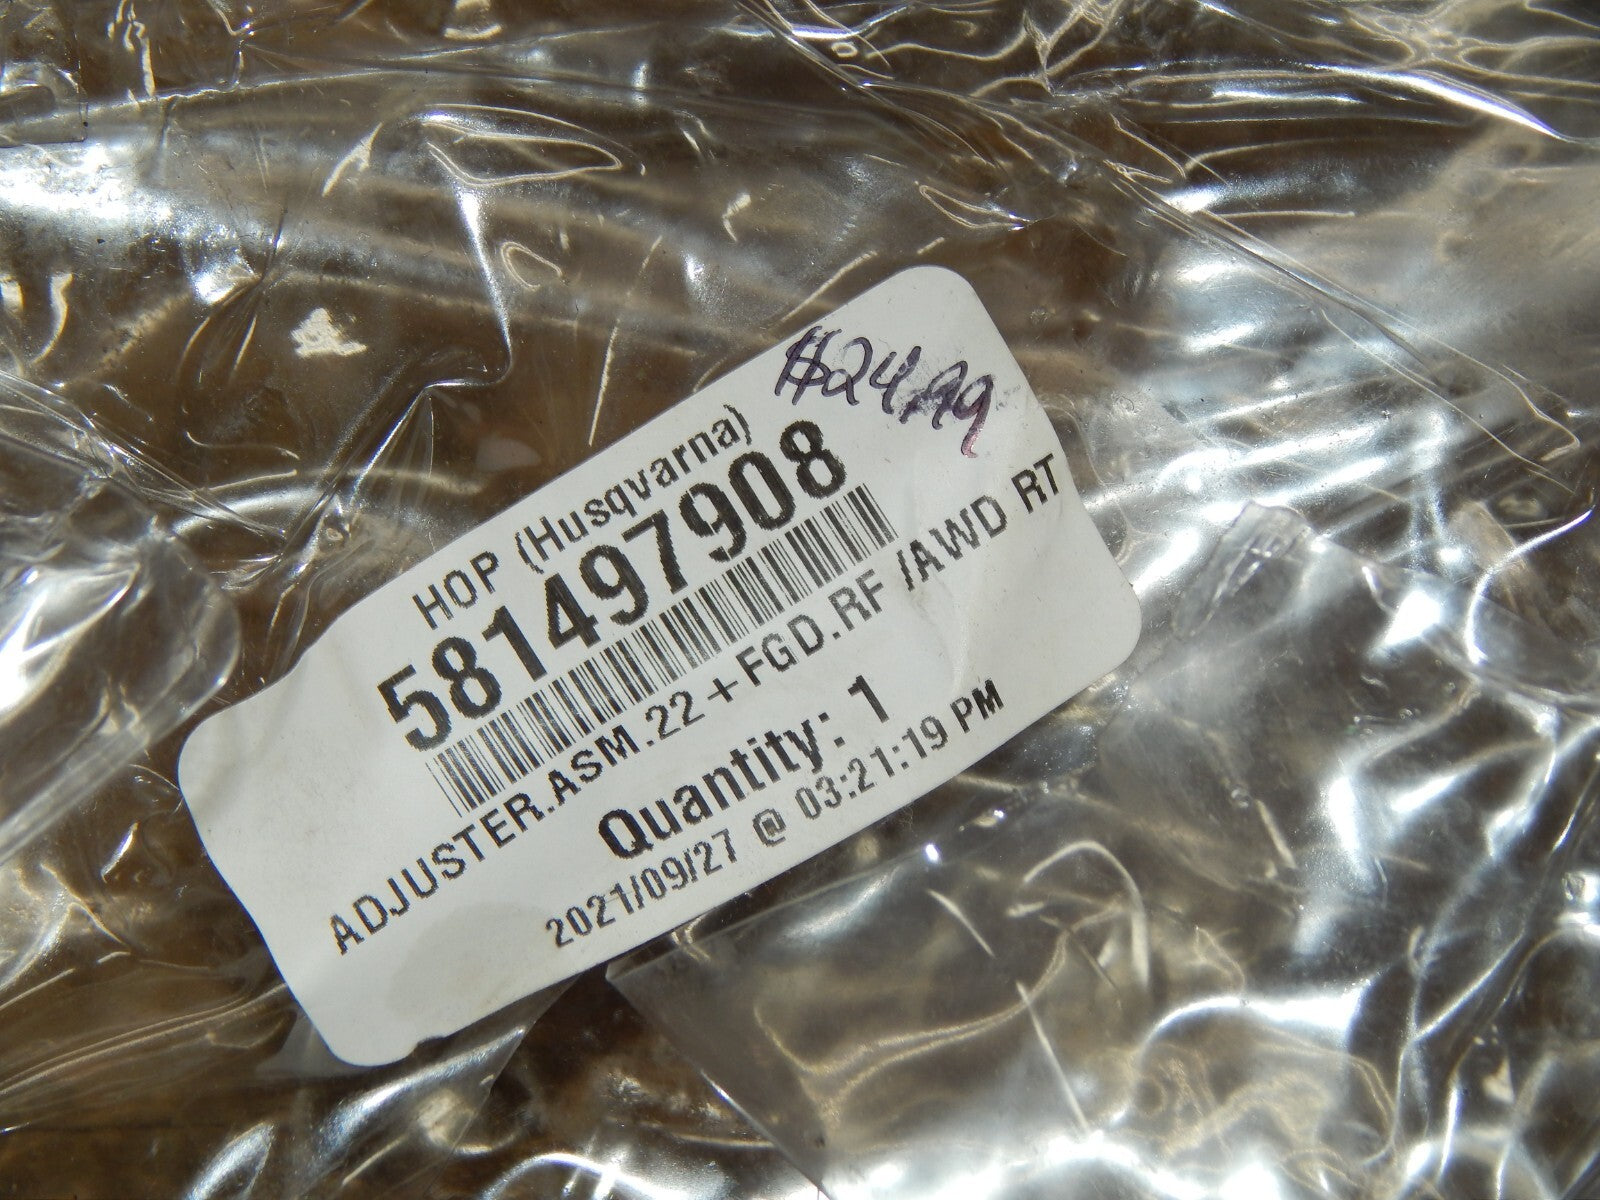 $24.99
HOP (Husqvarna)
581497908
ADJUSTER.ASM.22+FGD.RF /AWD RT
Quantity: 1
2021/09/27 @ 03:21:19 PM